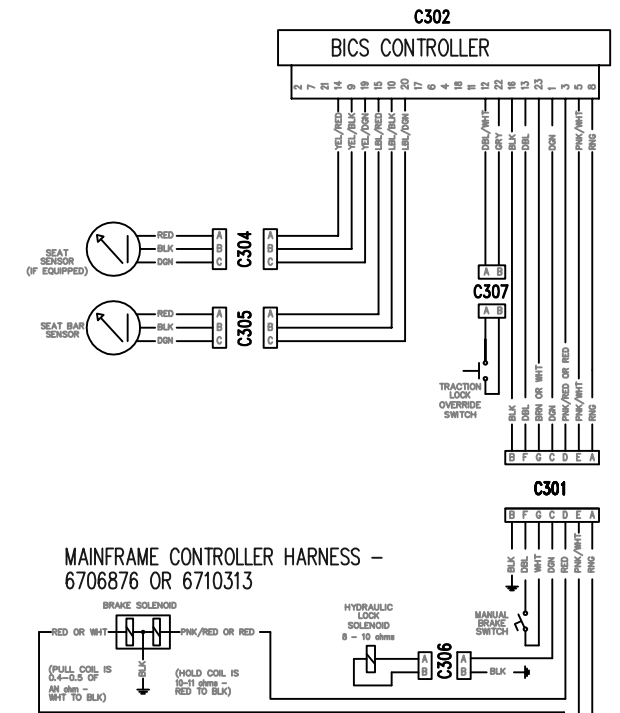 C302
BICS CONTROLLER
2 7 21 14 9 19 15 10 20 17 6 4 18 11 12 22 16 13 23 1 3 5 8
YEL/RED
YEL/BLK
YEL/DGN
LBL/RED
LBL/BLK
LBL/DGN
DBL/WHT
GRY
BLK
DBL
DGN
PNK/WHT
RNG
SEAT
SENSOR
(IF EQUIPPED)
RED
BLK
DGN
A
B
C
C304
A
B
C
SEAT BAR
SENSOR
RED
BLK
DGN
A
B
C
C305
A
B
C
A B
C307
A B
TRACTION
LOCK
OVERRIDE
SWITCH
BLK
DBL
BRN OR WHT
DGN
PNK/RED OR RED
PNK/WHT
RNG
B F G C D E A
C301
B F G C D E A
BLK
DBL
WHT
DGN
RED
PNK/WHT
RNG
MAINFRAME CONTROLLER HARNESS –
6706876 OR 6710313
BRAKE SOLENOID
RED OR WHT
PNK/RED OR RED
BLK
(PULL COIL IS
0.4–0.5 OF
AN ohm –
WHT TO BLK)
(HOLD COIL IS
10–11 ohms –
RED TO BLK)
HYDRAULIC
LOCK
SOLENOID
8 – 10 ohms
A
B
C306
A
B
BLK
MANUAL
BRAKE
SWITCH